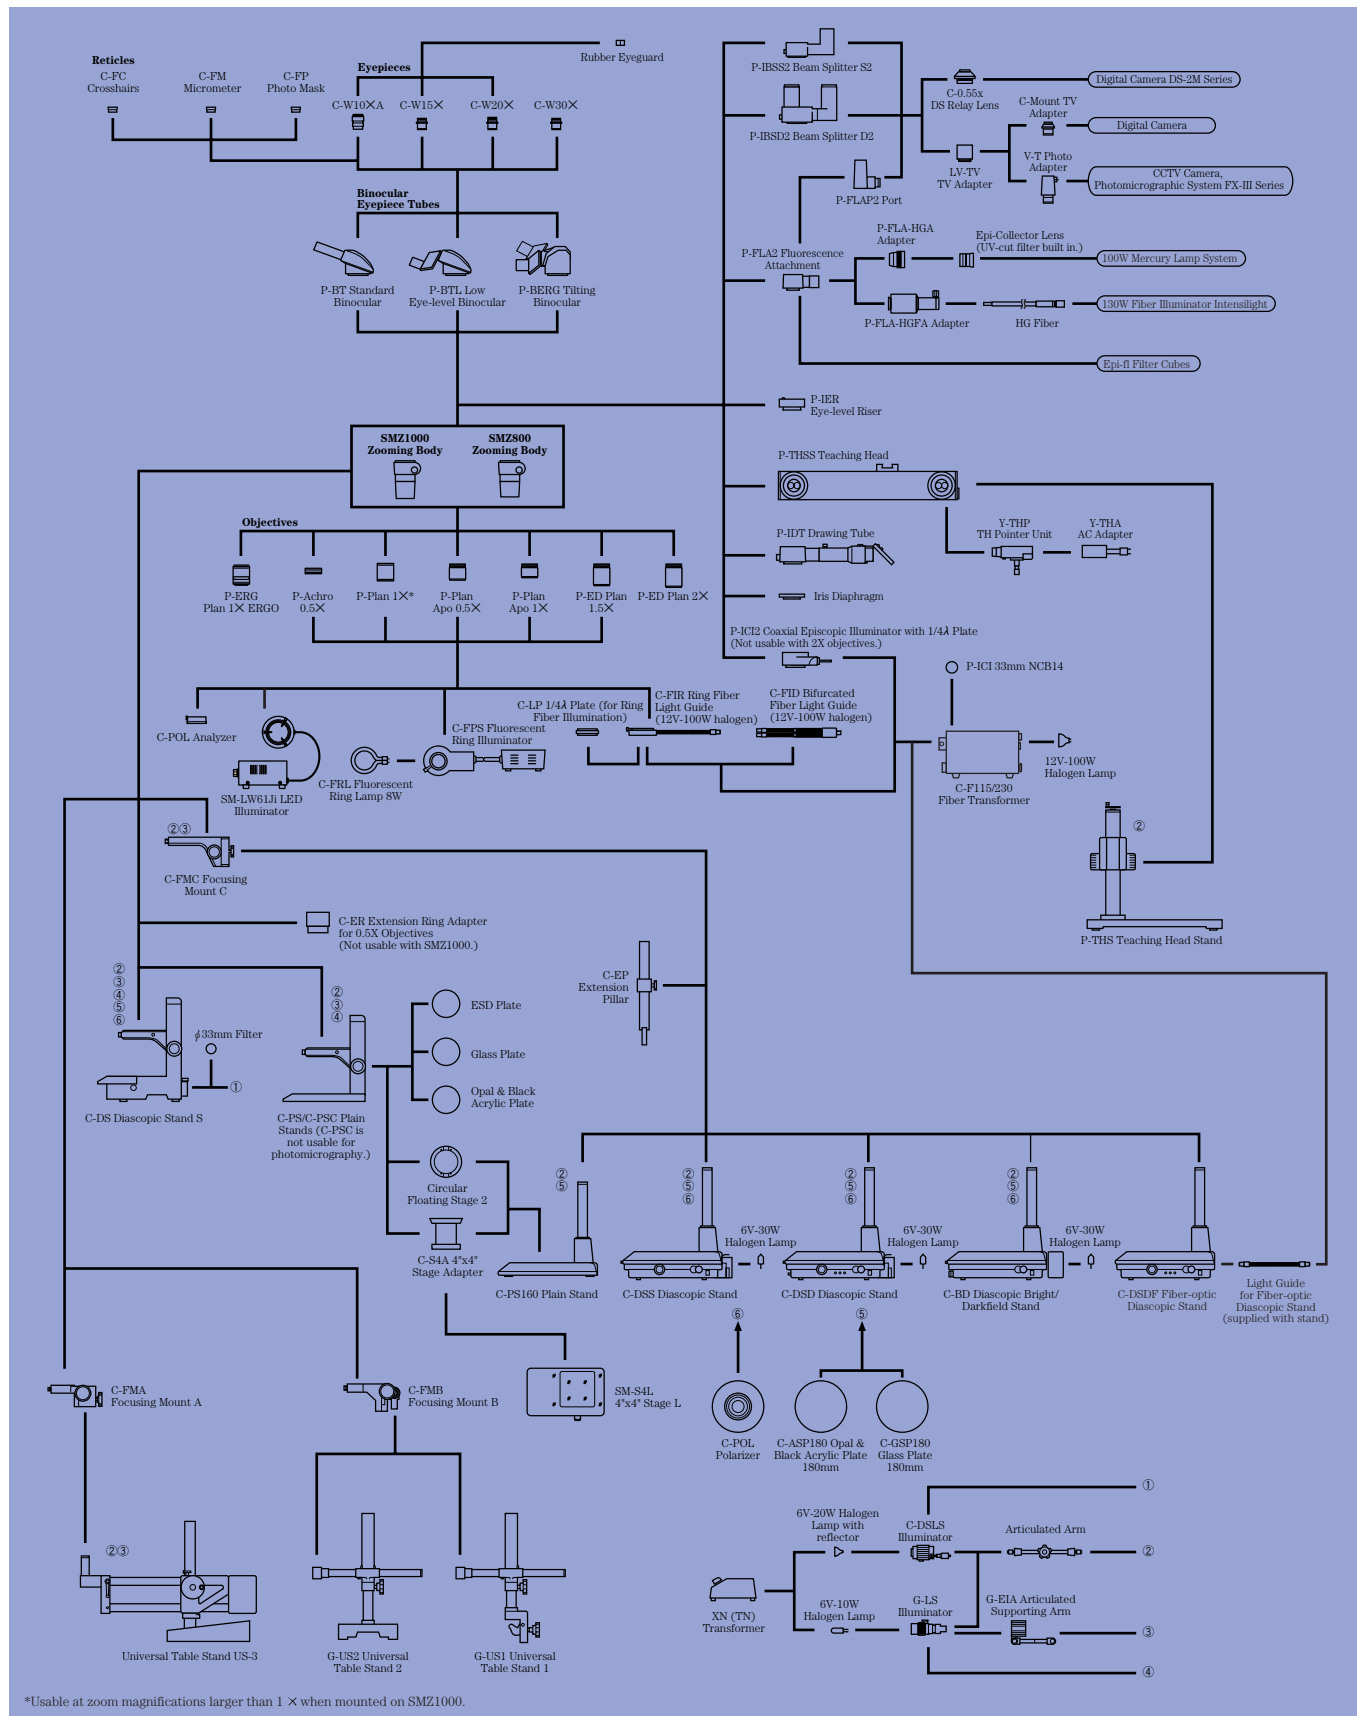 Reticles
C-FC
Crosshairs
C-FM
Micrometer
C-FP
Photo Mask
Rubber Eyeguard
Eyepieces
C-W10✕A
C-W15✕
C-W20✕
C-W30✕
Binocular
Eyepiece Tubes
P-BT Standard
Binocular
P-BTL Low
Eye-level Binocular
P-BERG Tilting
Binocular
P-IBSS2 Beam Splitter S2
P-IBSD2 Beam Splitter D2
C-0.55x
DS Relay Lens
Digital Camera DS-2M Series
C-Mount TV
Adapter
Digital Camera
LV-TV
TV Adapter
V-T Photo
Adapter
CCTV Camera,
Photomicrographic System FX-III Series
P-FLAP2 Port
P-FLA2 Fluorescence
Attachment
P-FLA-HGA
Adapter
Epi-Collector Lens
(UV-cut filter built in.)
100W Mercury Lamp System
P-FLA-HGFA Adapter
HG Fiber
130W Fiber Illuminator Intensilight
Epi-fl Filter Cubes
P-IER
Eye-level Riser
SMZ1000
Zooming Body
SMZ800
Zooming Body
P-THSS Teaching Head
Y-THP
TH Pointer Unit
Y-THA
AC Adapter
P-IDT Drawing Tube
Iris Diaphragm
Objectives
P-ERG
Plan 1✕ ERGO
P-Achro
0.5✕
P-Plan 1✕*
P-Plan
Apo 0.5✕
P-Plan
Apo 1✕
P-ED Plan
1.5✕
P-ED Plan 2✕
P-ICI2 Coaxial Episcopic Illuminator with 1/4λ Plate
(Not usable with 2X objectives.)
P-ICI 33mm NCB14
12V-100W
Halogen Lamp
C-F115/230
Fiber Transformer
C-POL Analyzer
SM-LW61Ji LED
Illuminator
C-FRL Fluorescent
Ring Lamp 8W
C-FPS Fluorescent
Ring Illuminator
C-LP 1/4λ Plate (for Ring
Fiber Illumination)
C-FIR Ring Fiber
Light Guide
(12V-100W halogen)
C-FID Bifurcated
Fiber Light Guide
(12V-100W halogen)
②
P-THS Teaching Head Stand
②③
C-FMC Focusing
Mount C
C-ER Extension Ring Adapter
for 0.5X Objectives
(Not usable with SMZ1000.)
②
③
④
⑤
⑥
ϕ33mm Filter
①
C-DS Diascopic Stand S
②
③
④
C-PS/C-PSC Plain
Stands (C-PSC is
not usable for
photomicrography.)
ESD Plate
Glass Plate
Opal & Black
Acrylic Plate
C-EP
Extension
Pillar
Circular
Floating Stage 2
C-S4A 4"x4"
Stage Adapter
②
⑤
C-PS160 Plain Stand
②
⑤
⑥
6V-30W
Halogen Lamp
C-DSS Diascopic Stand
②
⑤
⑥
6V-30W
Halogen Lamp
C-DSD Diascopic Stand
②
⑤
⑥
6V-30W
Halogen Lamp
C-BD Diascopic Bright/
Darkfield Stand
C-DSDF Fiber-optic
Diascopic Stand
Light Guide
for Fiber-optic
Diascopic Stand
(supplied with stand)
C-FMA
Focusing Mount A
C-FMB
Focusing Mount B
SM-S4L
4"x4" Stage L
⑥
C-POL
Polarizer
⑤
C-ASP180 Opal &
Black Acrylic Plate
180mm
C-GSP180
Glass Plate
180mm
②③
Universal Table Stand US-3
G-US2 Universal
Table Stand 2
G-US1 Universal
Table Stand 1
XN (TN)
Transformer
6V-20W Halogen
Lamp with
reflector
C-DSLS
Illuminator
Articulated Arm
6V-10W
Halogen Lamp
G-LS
Illuminator
G-EIA Articulated
Supporting Arm
①
②
③
④
*Usable at zoom magnifications larger than 1 ✕ when mounted on SMZ1000.